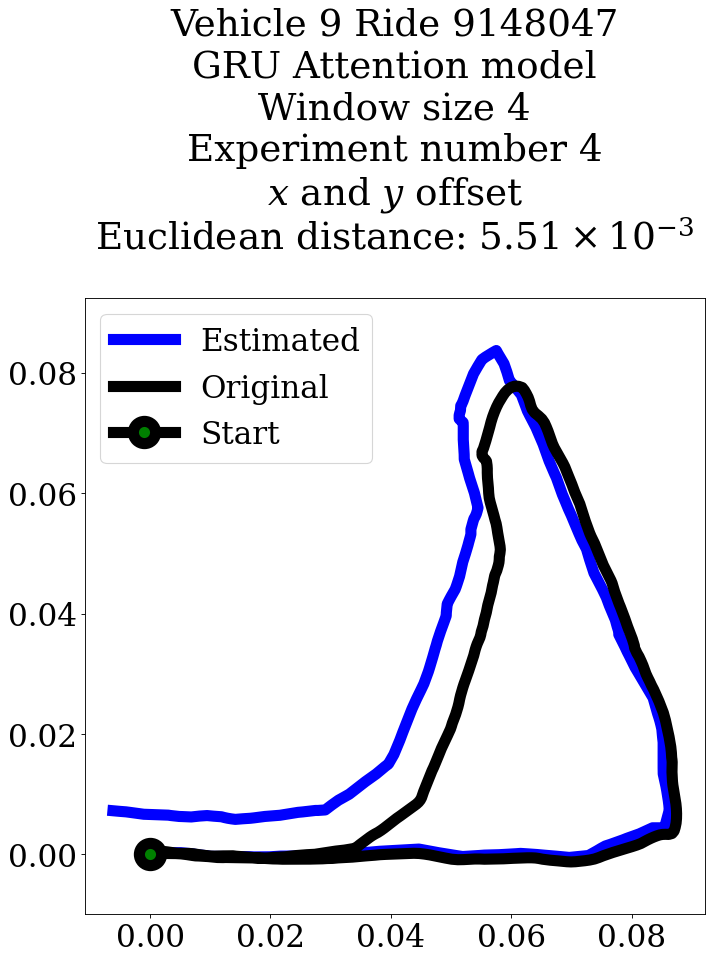 Vehicle 9 Ride 9148047
GRU Attention model
Window size 4
Experiment number 4
x and y offset
Euclidean distance: 5.51 × 10⁻³
Estimated
Original
Start
0.08
0.06
0.04
0.02
0.00
0.00 0.02 0.04 0.06 0.08